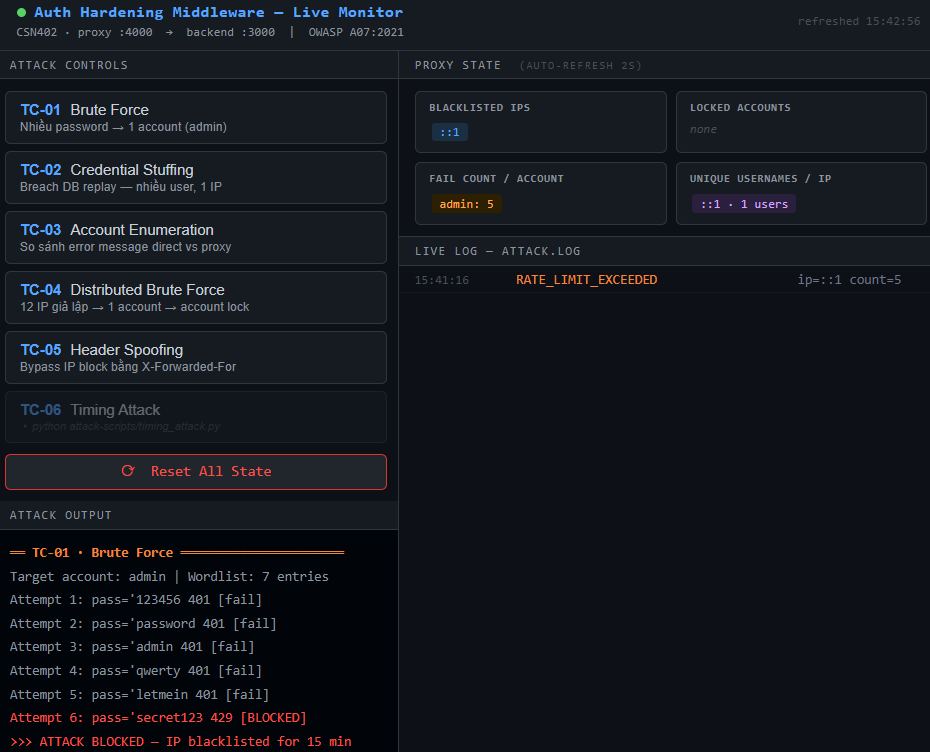 Auth Hardening Middleware — Live Monitor
CSN402 · proxy :4000 → backend :3000 | OWASP A07:2021
refreshed 15:42:56
ATTACK CONTROLS
TC-01 Brute Force
Nhiều password → 1 account (admin)
TC-02 Credential Stuffing
Breach DB replay — nhiều user, 1 IP
TC-03 Account Enumeration
So sánh error message direct vs proxy
TC-04 Distributed Brute Force
12 IP giả lập → 1 account → account lock
TC-05 Header Spoofing
Bypass IP block bằng X-Forwarded-For
TC-06 Timing Attack
• python attack-scripts/timing_attack.py
⟳ Reset All State
ATTACK OUTPUT
══ TC-01 · Brute Force ══════════════════════
Target account: admin | Wordlist: 7 entries
Attempt 1: pass='123456 401 [fail]
Attempt 2: pass='password 401 [fail]
Attempt 3: pass='admin 401 [fail]
Attempt 4: pass='qwerty 401 [fail]
Attempt 5: pass='letmein 401 [fail]
Attempt 6: pass='secret123 429 [BLOCKED]
>>> ATTACK BLOCKED — IP blacklisted for 15 min
PROXY STATE (AUTO-REFRESH 2S)
BLACKLISTED IPS
::1
LOCKED ACCOUNTS
none
FAIL COUNT / ACCOUNT
admin: 5
UNIQUE USERNAMES / IP
::1 · 1 users
LIVE LOG — ATTACK.LOG
15:41:16 RATE_LIMIT_EXCEEDED ip=::1 count=5